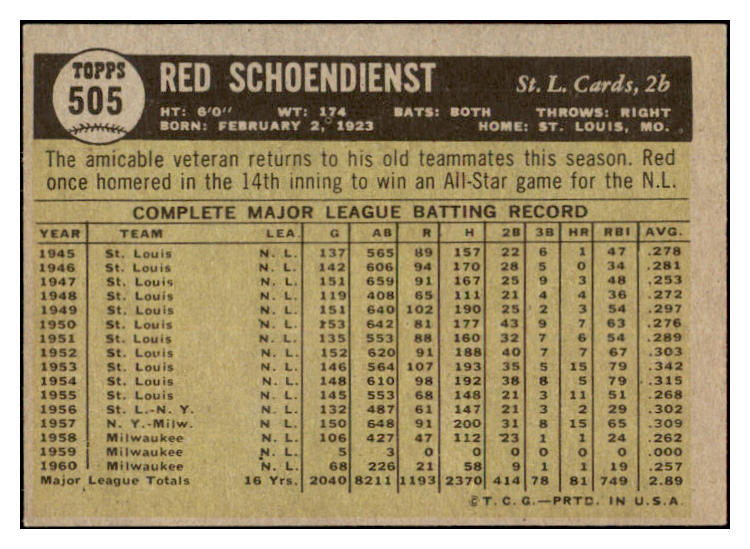 TOPPS
505
RED SCHOENDIENST St. L. Cards, 2b
HT: 6'0" WT: 174 BATS: BOTH THROWS: RIGHT
BORN: FEBRUARY 2, 1923 HOME: ST. LOUIS, MO.
The amicable veteran returns to his old teammates this season. Red
once homered in the 14th inning to win an All-Star game for the N.L.
COMPLETE MAJOR LEAGUE BATTING RECORD
YEAR TEAM LEA. G AB R H 2B 3B HR RBI AVG.
1945 St. Louis N. L. 137 565 89 157 22 6 1 47 .278
1946 St. Louis N. L. 142 606 94 170 28 5 0 34 .281
1947 St. Louis N. L. 151 659 91 167 25 9 3 48 .253
1948 St. Louis N. L. 119 408 65 111 21 4 4 36 .272
1949 St. Louis N. L. 151 640 102 190 25 2 3 54 .297
1950 St. Louis N. L. 153 642 81 177 43 9 7 63 .276
1951 St. Louis N. L. 135 553 88 160 32 7 6 54 .289
1952 St. Louis N. L. 152 620 91 188 40 7 7 67 .303
1953 St. Louis N. L. 146 564 107 193 35 5 15 79 .342
1954 St. Louis N. L. 148 610 98 192 38 8 5 79 .315
1955 St. Louis N. L. 145 553 68 148 21 3 11 51 .268
1956 St. L.-N. Y. N. L. 132 487 61 147 21 3 2 29 .302
1957 N. Y.-Milw. N. L. 150 648 91 200 31 8 15 65 .309
1958 Milwaukee N. L. 106 427 47 112 23 1 1 24 .262
1959 Milwaukee N. L. 5 3 0 0 0 0 0 0 .000
1960 Milwaukee N. L. 68 226 21 58 9 1 1 19 .257
Major League Totals 16 Yrs. 2040 8211 1193 2370 414 78 81 749 2.89
© T. C. G.—PRTD. IN U.S.A.